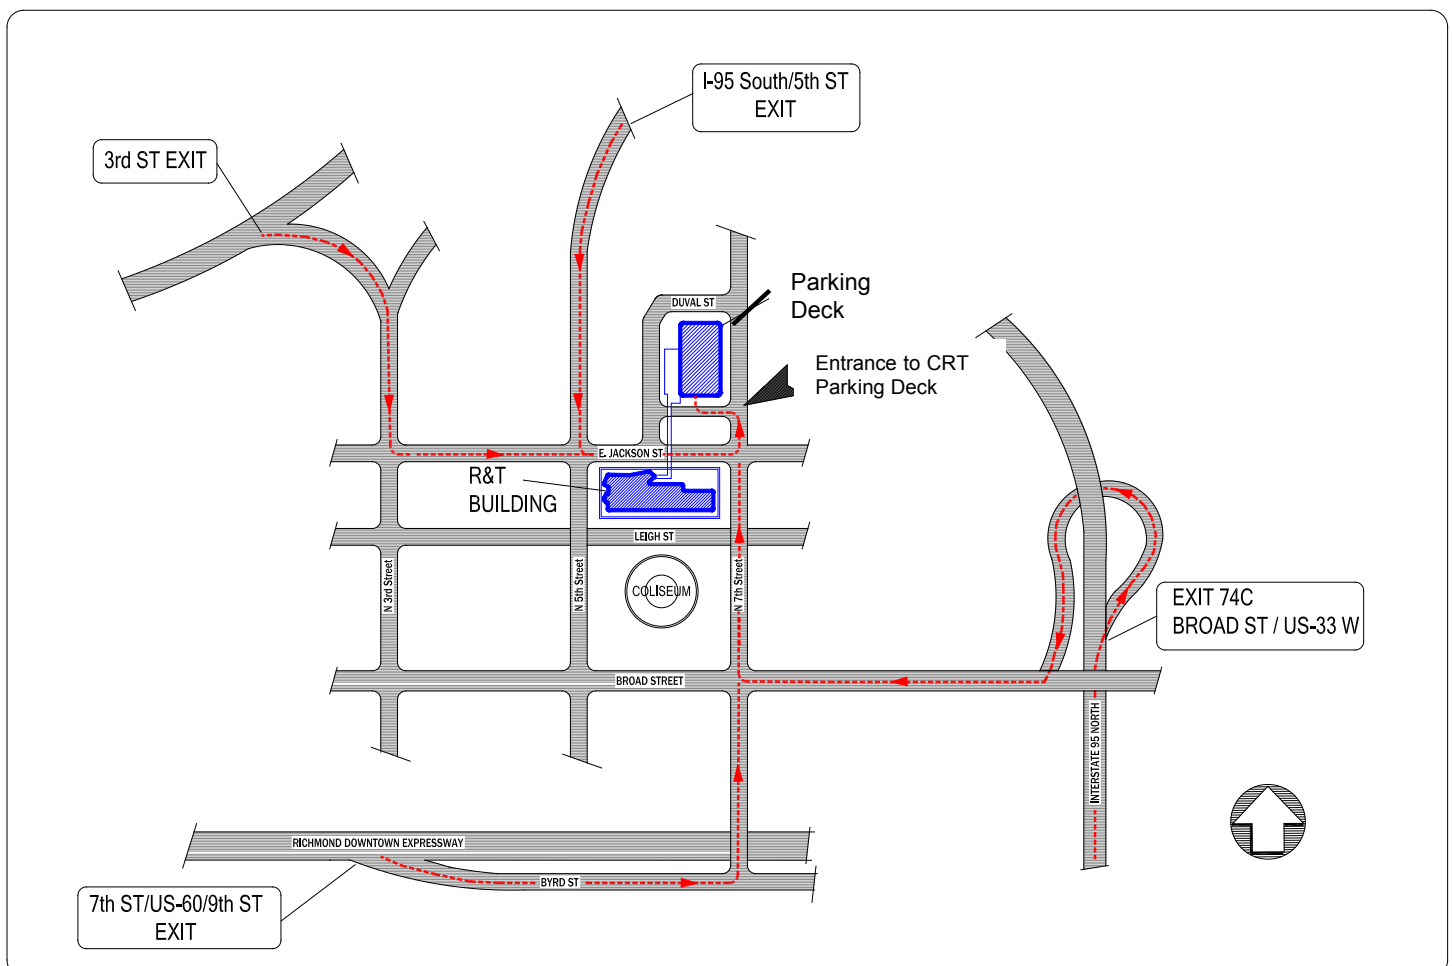 I-95 South/5th ST
EXIT
3rd ST EXIT
Parking
Deck
DUVAL ST
Entrance to CRT
Parking Deck
E. JACKSON ST.
R&T
BUILDING
LEIGH ST
N 3rd Street
N 5th Street
COLISEUM
N 7th Street
EXIT 74C
BROAD ST / US-33 W
BROAD STREET
INTERSTATE 95 NORTH
RICHMOND DOWNTOWN EXPRESSWAY
BYRD ST
7th ST/US-60/9th ST
EXIT